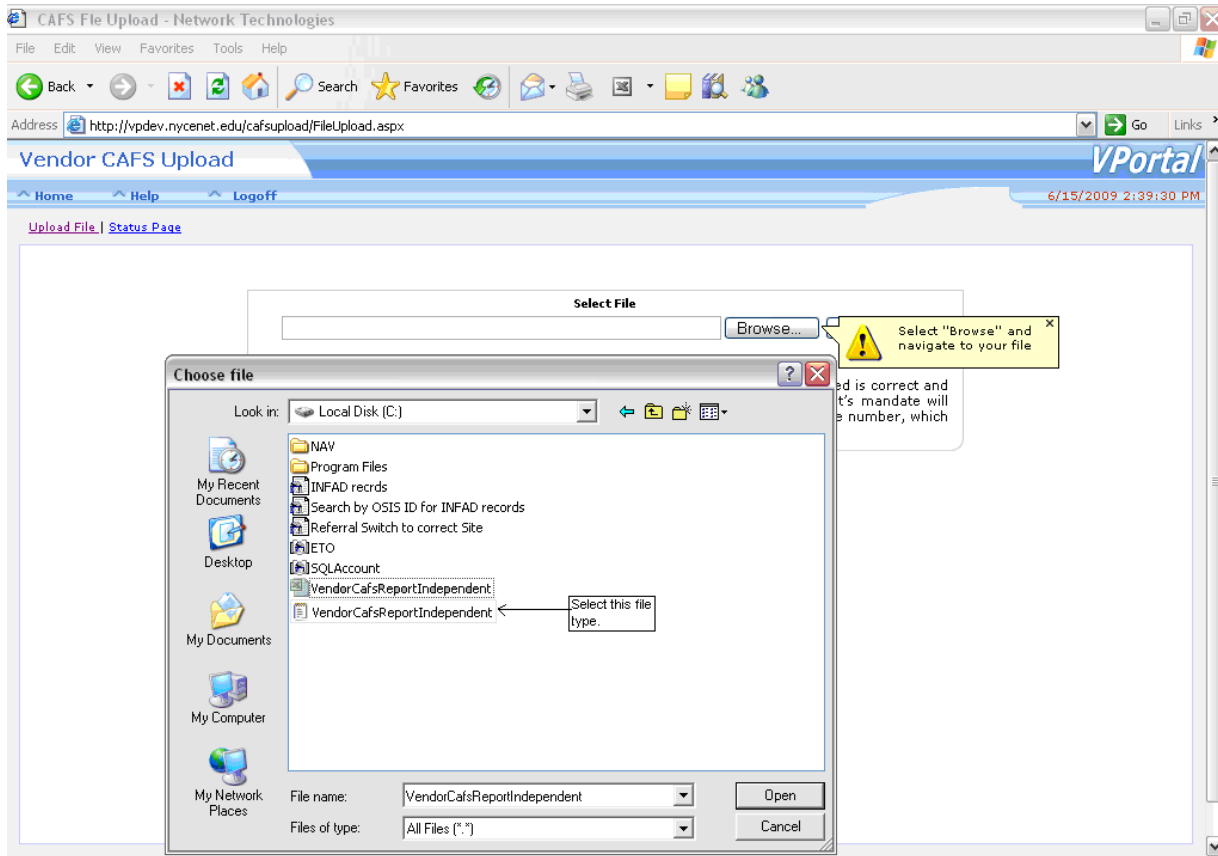 CAFS Fle Upload - Network Technologies
File Edit View Favorites Tools Help
Back Search Favorites
Address http://vpdev.nycenet.edu/cafsupload/FileUpload.aspx Go Links
Vendor CAFS Upload VPortal
Home Help Logoff 6/15/2009 2:39:30 PM
Upload File | Status Page
Select File
Browse...
Select "Browse" and
navigate to your file
ed is correct and
t's mandate will
e number, which
Choose file
Look in: Local Disk (C:)
My Recent
Documents
Desktop
My Documents
My Computer
My Network
Places
NAV
Program Files
INFAD recrds
Search by OSIS ID for INFAD records
Referral Switch to correct Site
ETO
SQLAccount
VendorCafsReportIndependent
VendorCafsReportIndependent
Select this file
type.
File name: VendorCafsReportIndependent Open
Files of type: All Files (*.*) Cancel